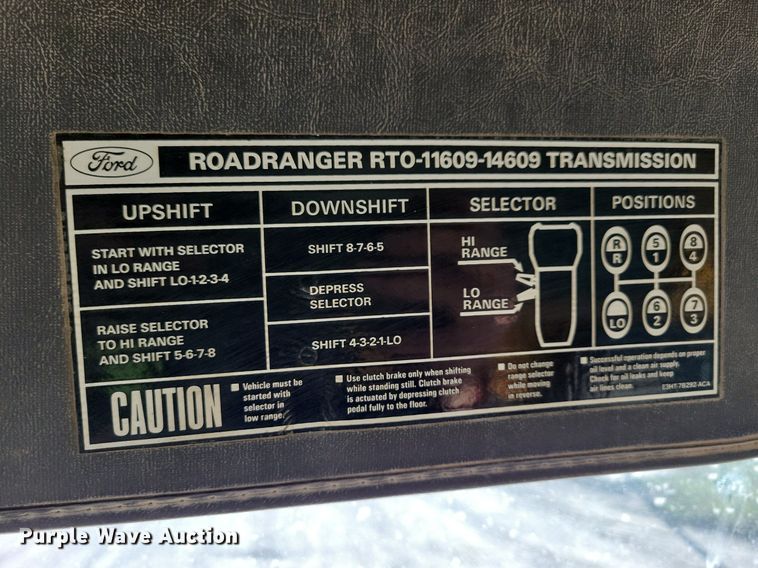 Ford
ROADRANGER RTO-11609-14609 TRANSMISSION
UPSHIFT
START WITH SELECTOR
IN LO RANGE
AND SHIFT LO-1-2-3-4
RAISE SELECTOR
TO HI RANGE
AND SHIFT 5-6-7-8
DOWNSHIFT
SHIFT 8-7-6-5
DEPRESS
SELECTOR
SHIFT 4-3-2-1-LO
SELECTOR
HI
RANGE
LO
RANGE
POSITIONS
R 5 8
R 1 4
6 7
LO 2 3
CAUTION
Vehicle must be
started with
selector in
low range.
Use clutch brake only when shifting
while standing still. Clutch brake
is actuated by depressing clutch
pedal fully to the floor.
Do not change
range selector
while moving
in reverse.
Successful operation depends on proper
oil level and a clean air supply.
Check for oil leaks and keep
air lines clean.
E3HT-7B292-ACA
Purple Wave Auction